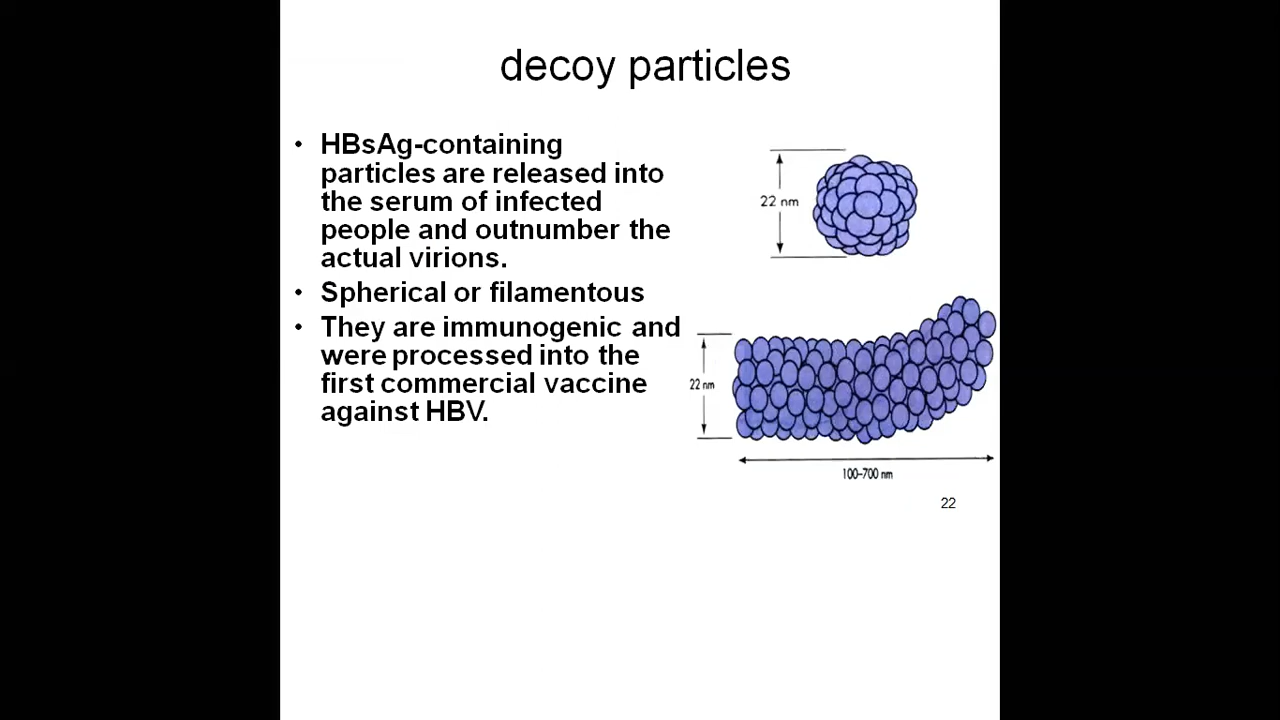 decoy particles
• HBsAg-containing
particles are released into
the serum of infected
people and outnumber the
actual virions.
• Spherical or filamentous
• They are immunogenic and
were processed into the
first commercial vaccine
against HBV.
22 nm
22 nm
100–700 nm
22